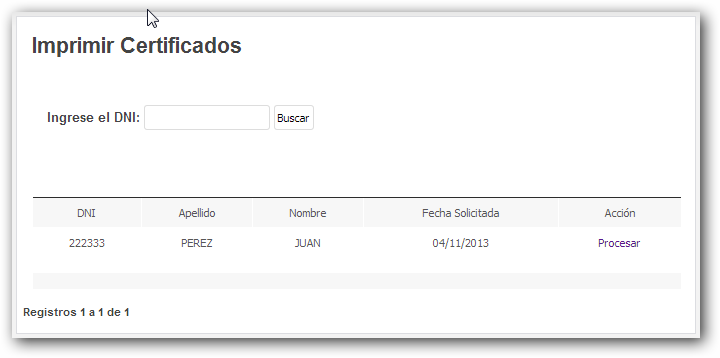 Imprimir Certificados
Ingrese el DNI: Buscar
DNI Apellido Nombre Fecha Solicitada Acción
222333 PEREZ JUAN 04/11/2013 Procesar
Registros 1 a 1 de 1